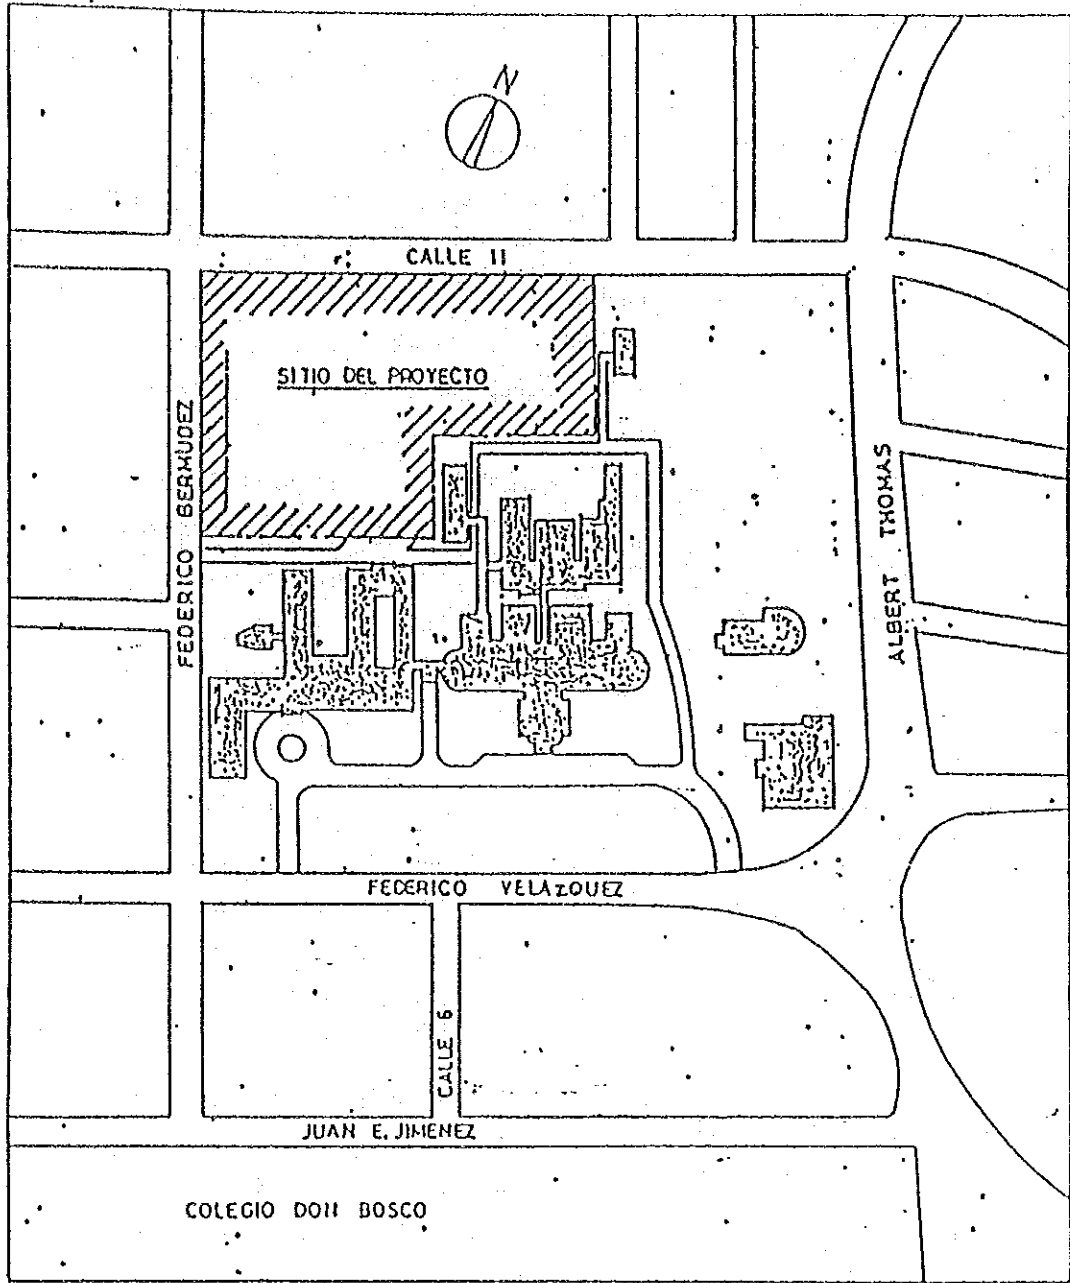 N
CALLE 11
SITIO DEL PROYECTO
FEDERICO BERMUDEZ
ALBERT THOMAS
FEDERICO VELAZQUEZ
CALLE 6
JUAN E. JIMENEZ
COLEGIO DON BOSCO